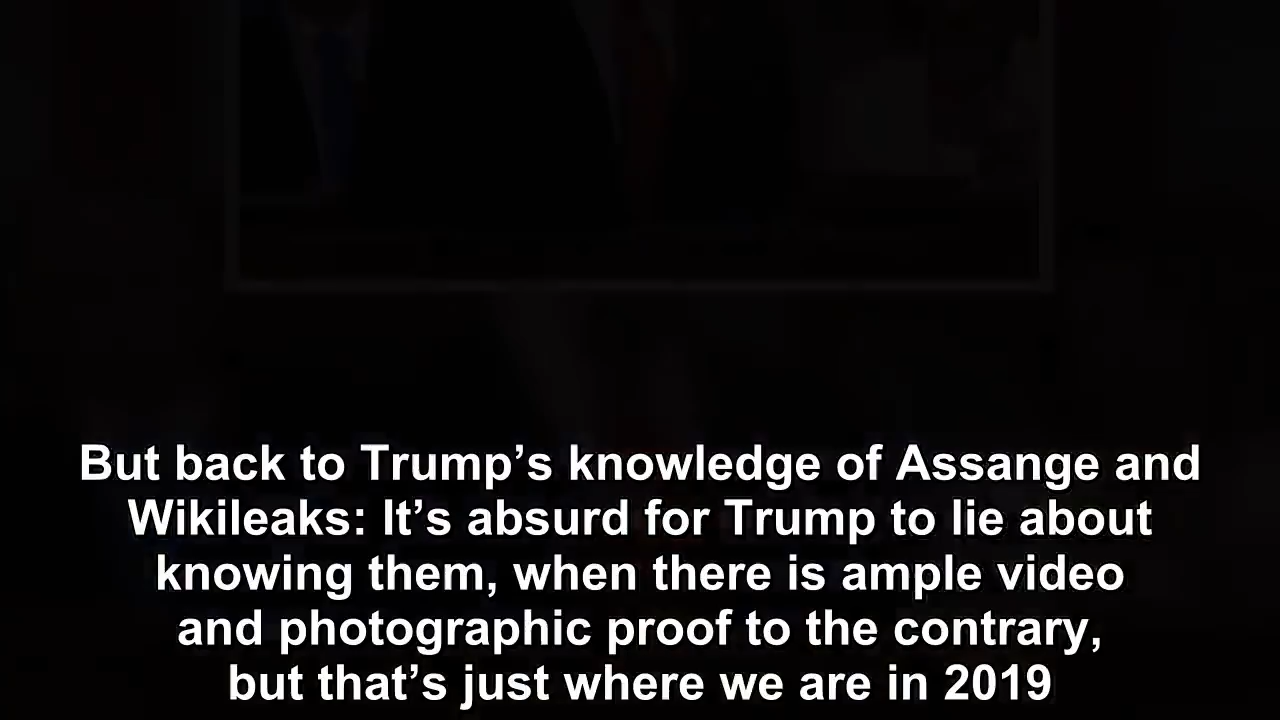 But back to Trump’s knowledge of Assange and
Wikileaks: It’s absurd for Trump to lie about
knowing them, when there is ample video
and photographic proof to the contrary,
but that’s just where we are in 2019